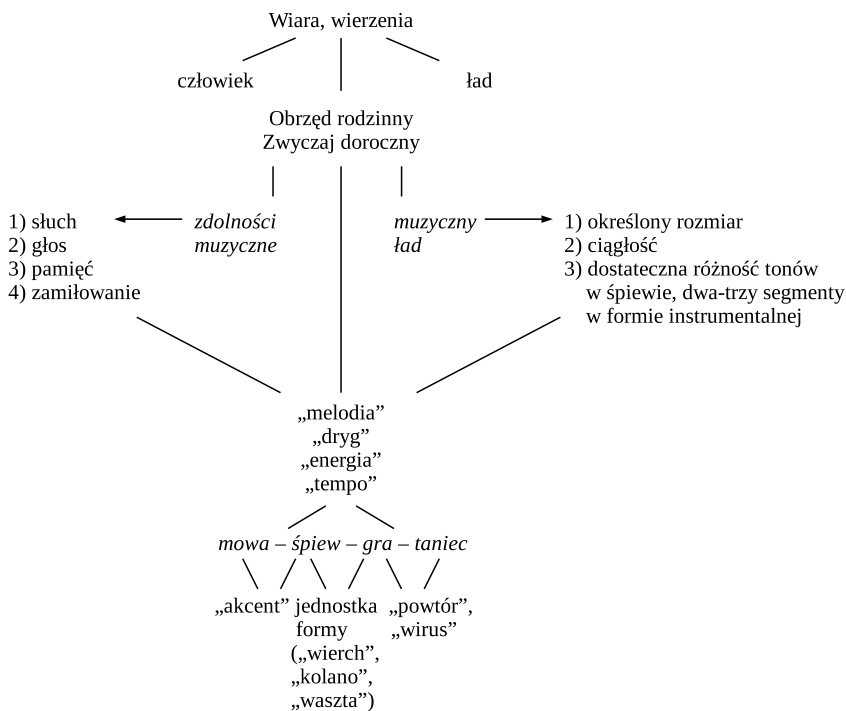 Wiara, wierzenia
człowiek
ład
Obrzęd rodzinny
Zwyczaj doroczny
1) słuch
2) głos
3) pamięć
4) zamiłowanie
zdolności
muzyczne
muzyczny
ład
1) określony rozmiar
2) ciągłość
3) dostateczna różność tonów
w śpiewie, dwa-trzy segmenty
w formie instrumentalnej
„melodia”
„dryg”
„energia”
„tempo”
mowa – śpiew – gra – taniec
„akcent”
jednostka
formy
(„wierch”,
„kolano”,
„waszta”)
„powtór”,
„wirus”